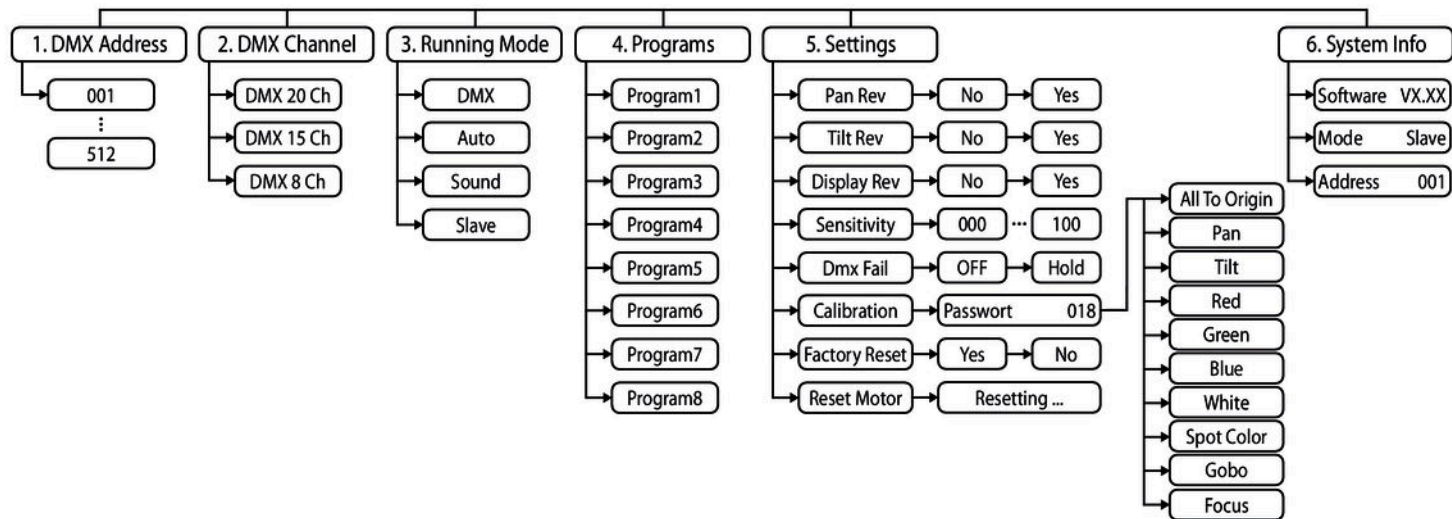 1. DMX Address
001
⋮
512
2. DMX Channel
DMX 20 Ch
DMX 15 Ch
DMX 8 Ch
3. Running Mode
DMX
Auto
Sound
Slave
4. Programs
Program1
Program2
Program3
Program4
Program5
Program6
Program7
Program8
5. Settings
Pan Rev No Yes
Tilt Rev No Yes
Display Rev No Yes
Sensitivity 000 ··· 100
Dmx Fail OFF Hold
Calibration Passwort 018
All To Origin
Pan
Tilt
Red
Green
Blue
White
Spot Color
Gobo
Focus
Factory Reset Yes No
Reset Motor Resetting ...
6. System Info
Software VX.XX
Mode Slave
Address 001